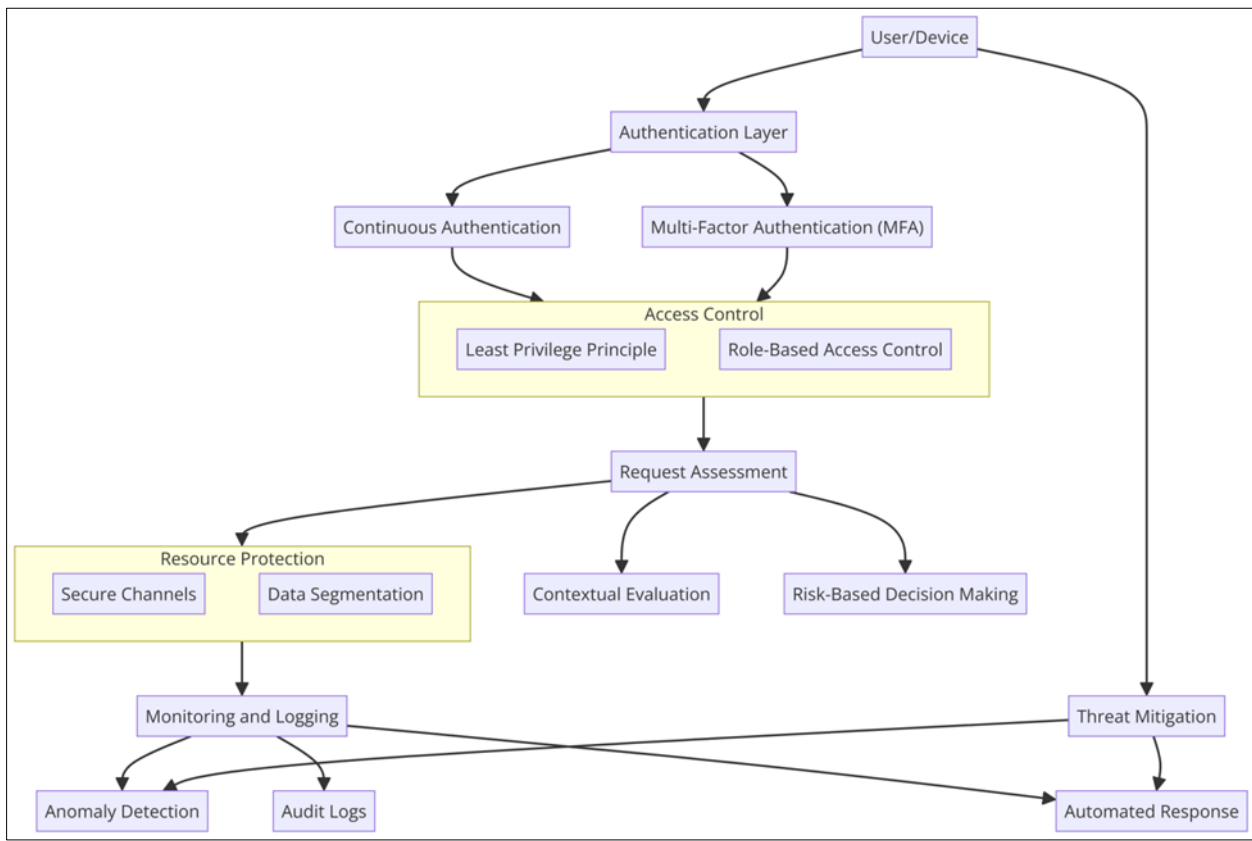 User/Device
Authentication Layer
Continuous Authentication
Multi-Factor Authentication (MFA)
Access Control
Least Privilege Principle
Role-Based Access Control
Request Assessment
Resource Protection
Secure Channels
Data Segmentation
Contextual Evaluation
Risk-Based Decision Making
Monitoring and Logging
Threat Mitigation
Anomaly Detection
Audit Logs
Automated Response